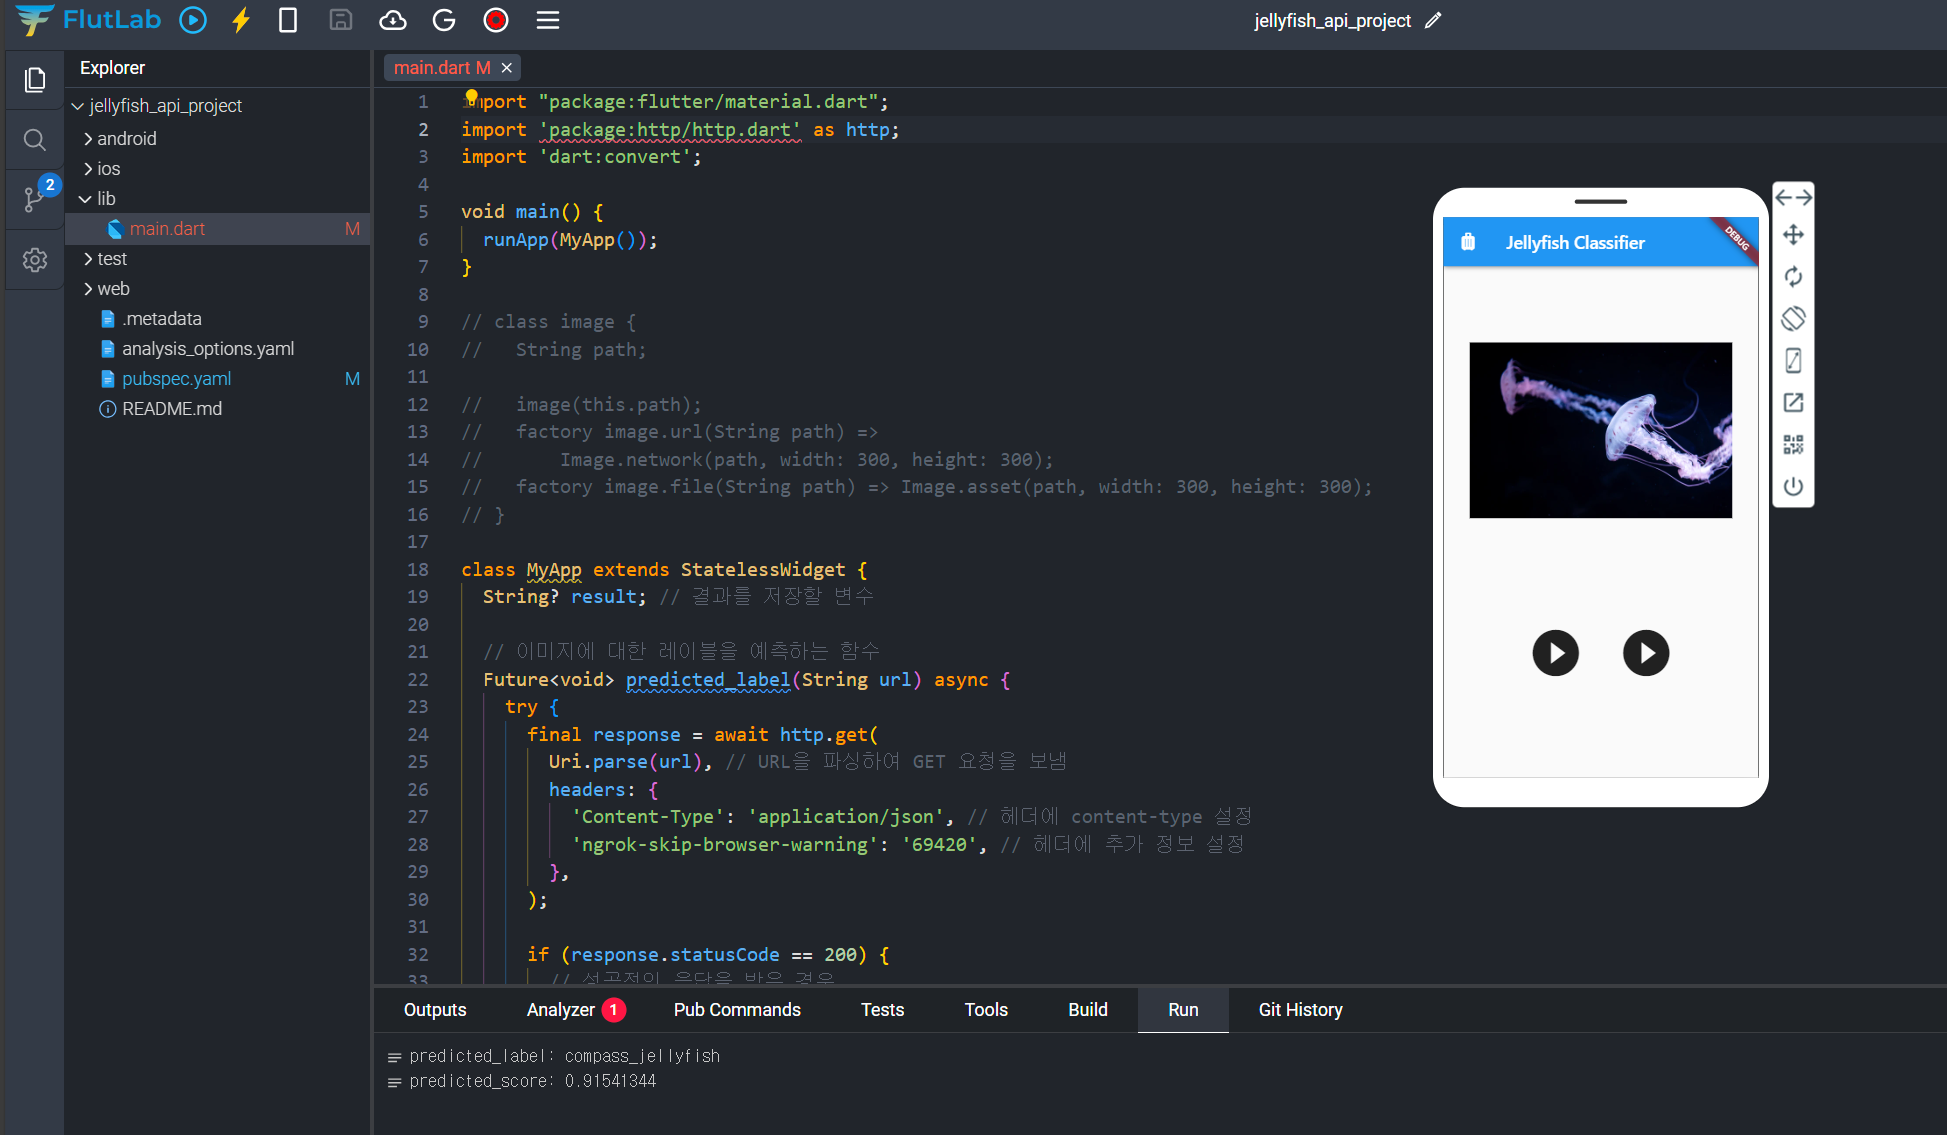 FlutLab
jellyfish_api_project
Explorer
jellyfish_api_project
android
ios
2
lib
main.dart M
test
web
.metadata
analysis_options.yaml
pubspec.yaml M
README.md
main.dart M ×
1 import "package:flutter/material.dart";
2 import 'package:http/http.dart' as http;
3 import 'dart:convert';
4
5 void main() {
6 runApp(MyApp());
7 }
8
9 // class image {
10 // String path;
11
12 // image(this.path);
13 // factory image.url(String path) =>
14 // Image.network(path, width: 300, height: 300);
15 // factory image.file(String path) => Image.asset(path, width: 300, height: 300);
16 // }
17
18 class MyApp extends StatelessWidget {
19 String? result; // 결과를 저장할 변수
20
21 // 이미지에 대한 레이블을 예측하는 함수
22 Future<void> predicted_label(String url) async {
23 try {
24 final response = await http.get(
25 Uri.parse(url), // URL을 파싱하여 GET 요청을 보냄
26 headers: {
27 'Content-Type': 'application/json', // 헤더에 content-type 설정
28 'ngrok-skip-browser-warning': '69420', // 헤더에 추가 정보 설정
29 },
30 );
31
32 if (response.statusCode == 200) {
33 // 성공적인 응답을 받은 경우
Jellyfish Classifier
DEBUG
Outputs Analyzer 1 Pub Commands Tests Tools Build Run Git History
predicted_label: compass_jellyfish
predicted_score: 0.91541344